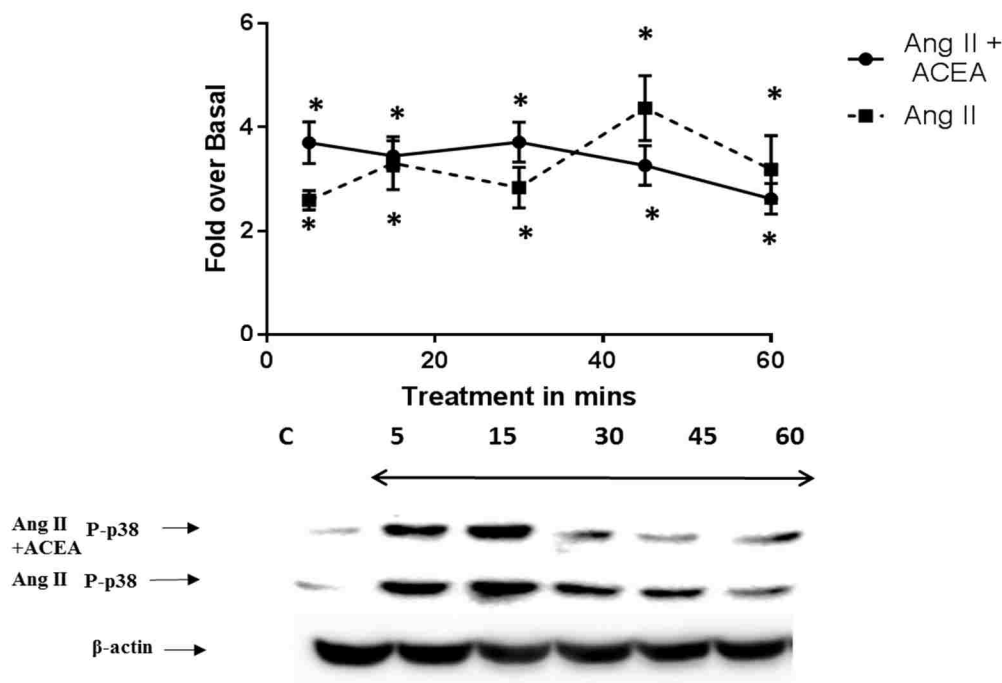 6
4
2
0
Fold over Basal
* * * * *
* * * * *
0 20 40 60
Treatment in mins
Ang II +
ACEA
Ang II
C 5 15 30 45 60
Ang II P-p38
+ACEA
Ang II P-p38
β-actin